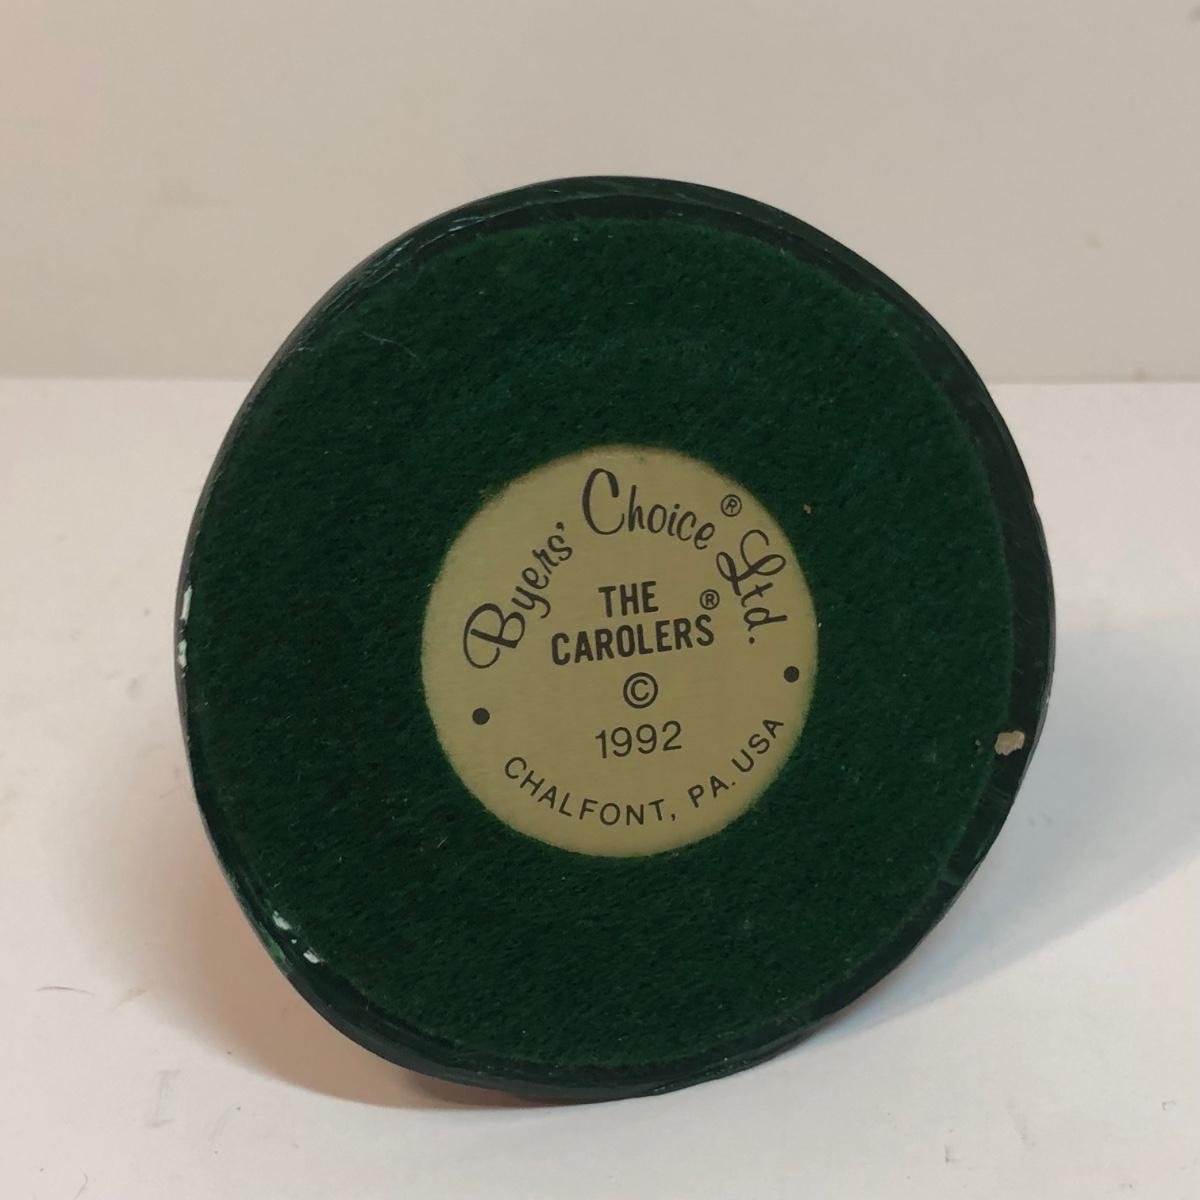 Byers' Choice® Ltd.
THE
CAROLERS®
©
1992
CHALFONT, PA. USA